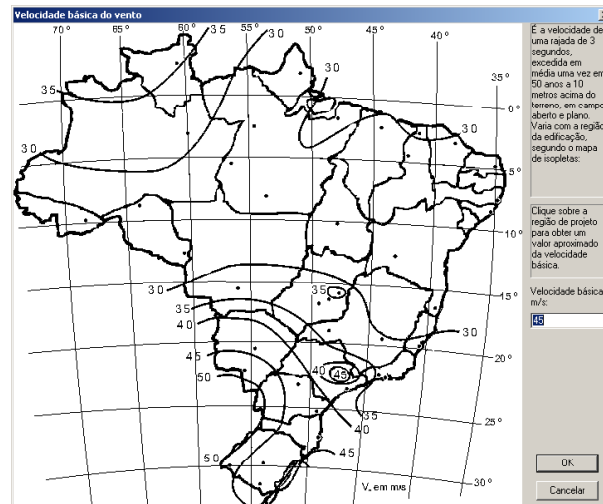 Velocidade básica do vento
É a velocidade de
uma rajada de 3
segundos,
excedida em
média uma vez em
50 anos a 10
metros acima do
terreno, em campo
aberto e plano.
Varia com a região
da edificação,
segundo o mapa
de isopletas:
Clique sobre a
região de projeto
para obter um
valor aproximado
da velocidade
básica.
Velocidade básica
m/s:
45
OK
Cancelar
70° 65° 60° 35 30 55° 50° 45° 40°
30
35°
35
0°
30
30
5°
10°
15°
30
35
35
40
30
45
20°
50
40
45
25°
35
40
45
50
30°
V₀ em m/s